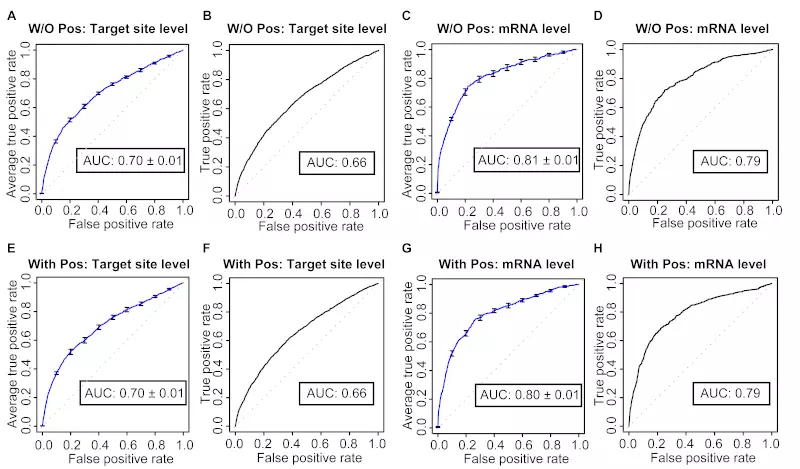 A
W/O Pos: Target site level
Average true positive rate
0.0 0.2 0.4 0.6 0.8 1.0
AUC: 0.70 ± 0.01
0.0 0.2 0.4 0.6 0.8 1.0
False positive rate
B
W/O Pos: Target site level
True positive rate
0.0 0.2 0.4 0.6 0.8 1.0
AUC: 0.66
0.0 0.2 0.4 0.6 0.8 1.0
False positive rate
C
W/O Pos: mRNA level
Average true positive rate
0.0 0.2 0.4 0.6 0.8 1.0
AUC: 0.81 ± 0.01
0.0 0.2 0.4 0.6 0.8 1.0
False positive rate
D
W/O Pos: mRNA level
True positive rate
0.0 0.2 0.4 0.6 0.8 1.0
AUC: 0.79
0.0 0.2 0.4 0.6 0.8 1.0
False positive rate
E
With Pos: Target site level
Average true positive rate
0.0 0.2 0.4 0.6 0.8 1.0
AUC: 0.70 ± 0.01
0.0 0.2 0.4 0.6 0.8 1.0
False positive rate
F
With Pos: Target site level
True positive rate
0.0 0.2 0.4 0.6 0.8 1.0
AUC: 0.66
0.0 0.2 0.4 0.6 0.8 1.0
False positive rate
G
With Pos: mRNA level
Average true positive rate
0.0 0.2 0.4 0.6 0.8 1.0
AUC: 0.80 ± 0.01
0.0 0.2 0.4 0.6 0.8 1.0
False positive rate
H
With Pos: mRNA level
True positive rate
0.0 0.2 0.4 0.6 0.8 1.0
AUC: 0.79
0.0 0.2 0.4 0.6 0.8 1.0
False positive rate